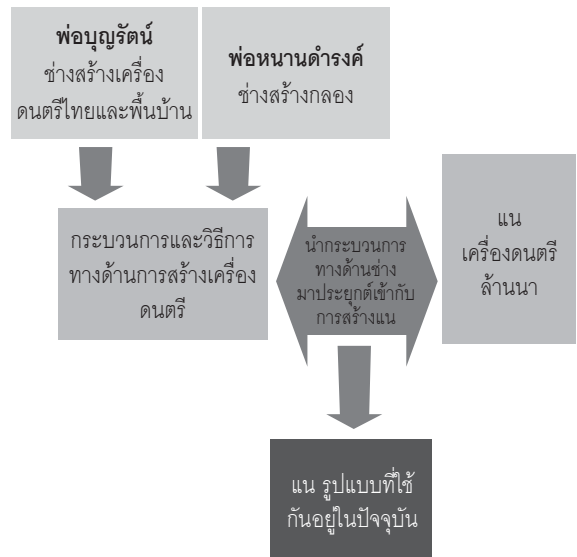 พ่อบุญรัตน์
ช่างสร้างเครื่อง
ดนตรีไทยและพื้นบ้าน
พ่อหนานดำรงค์
ช่างสร้างกลอง
กระบวนการและวิธีการ
ทางด้านการสร้างเครื่อง
ดนตรี
นำกระบวนการ
ทางด้านช่าง
มาประยุกต์เข้ากับ
การสร้างแน
แน
เครื่องดนตรี
ล้านนา
แน รูปแบบที่ใช้
กันอยู่ในปัจจุบัน